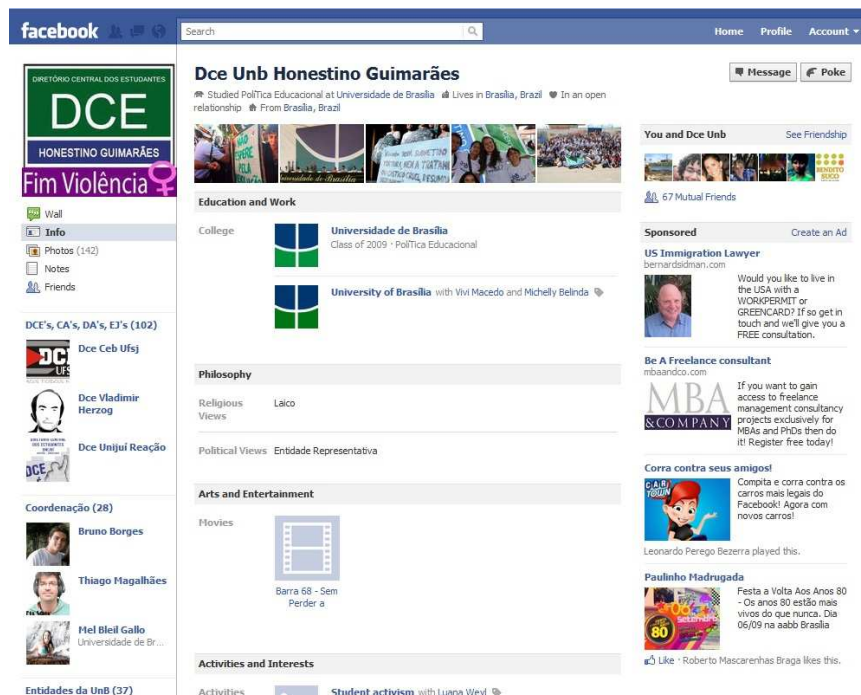 facebook
Search
Home Profile Account
DIRETÓRIO CENTRAL DOS ESTUDANTES
DCE
HONESTINO GUIMARÃES
Fim Violência
Wall
Info
Photos (142)
Notes
Friends
DCE's, CA's, DA's, EJ's (102)
DCE
UFS
Dce Ceb Ufsj
Dce Vladimir
Herzog
DCE
Dce Unijuí Reação
Coordenação (28)
Bruno Borges
Thiago Magalhães
Mel Bleil Gallo
Universidade de Br...
Entidades da UnB (37)
Dce Unb Honestino Guimarães
Studied PolíTica Educacional at Universidade de Brasília Lives in Brasília, Brazil In an open
relationship From Brasília, Brazil
Universidade de Brasília
Education and Work
College
Universidade de Brasília
Class of 2009 · PolíTica Educacional
University of Brasília with Vivi Macedo and Michelly Belinda
Philosophy
Religious
Views
Laico
Political Views Entidade Representativa
Arts and Entertainment
Movies
Barra 68 - Sem
Perder a
Activities and Interests
Activities
Student activism with Luana Weyl
Message
Poke
You and Dce Unb See Friendship
BENDITO
SUCO
67 Mutual Friends
Sponsored Create an Ad
US Immigration Lawyer
bernardsidman.com
Would you like to live
in the USA with a
WORKPERMIT or
GREENCARD? If so get in
touch and we'll give you a
FREE consultation.
Be A Freelance consultant
mbaandco.com
MBA
& COMPANY
If you want to gain
access to freelance
management consultancy
projects exclusively for
MBAs and PhDs then do
it! Register free today!
Corra contra seus amigos!
CAR
TOWN
Compita e corra contra os
carros mais legais do
Facebook! Agora com
novos carros!
Leonardo Perego Bezerra played this.
Paulinho Madrugada
80
Festa a Volta Aos Anos 80
- Os anos 80 estão mais
vivos do que nunca. Dia
06/09 na aabb Brasília
Like · Roberto Mascarenhas Braga likes this.